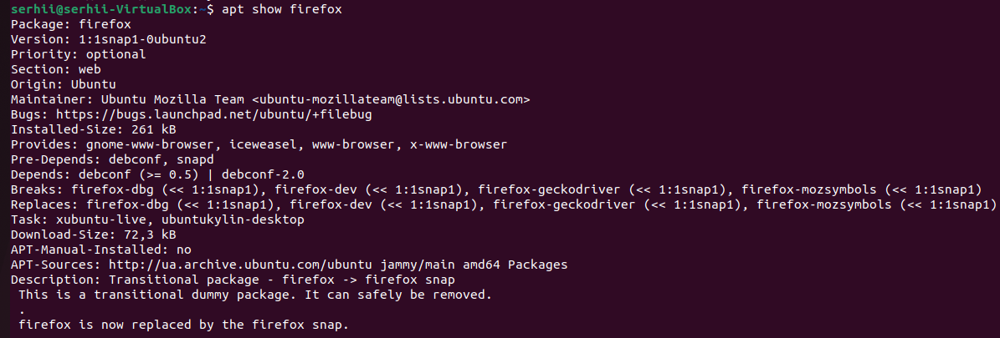 serhii@serhii-VirtualBox:~$ apt show firefox
Package: firefox
Version: 1:1snap1-0ubuntu2
Priority: optional
Section: web
Origin: Ubuntu
Maintainer: Ubuntu Mozilla Team <ubuntu-mozillateam@lists.ubuntu.com>
Bugs: https://bugs.launchpad.net/ubuntu/+filebug
Installed-Size: 261 kB
Provides: gnome-www-browser, iceweasel, www-browser, x-www-browser
Pre-Depends: debconf, snapd
Depends: debconf (>= 0.5) | debconf-2.0
Breaks: firefox-dbg (<< 1:1snap1), firefox-dev (<< 1:1snap1), firefox-geckodriver (<< 1:1snap1), firefox-mozsymbols (<< 1:1snap1)
Replaces: firefox-dbg (<< 1:1snap1), firefox-dev (<< 1:1snap1), firefox-geckodriver (<< 1:1snap1), firefox-mozsymbols (<< 1:1snap1)
Task: xubuntu-live, ubuntukylin-desktop
Download-Size: 72,3 kB
APT-Manual-Installed: no
APT-Sources: http://ua.archive.ubuntu.com/ubuntu jammy/main amd64 Packages
Description: Transitional package - firefox -> firefox snap
 This is a transitional dummy package. It can safely be removed.
 .
 firefox is now replaced by the firefox snap.